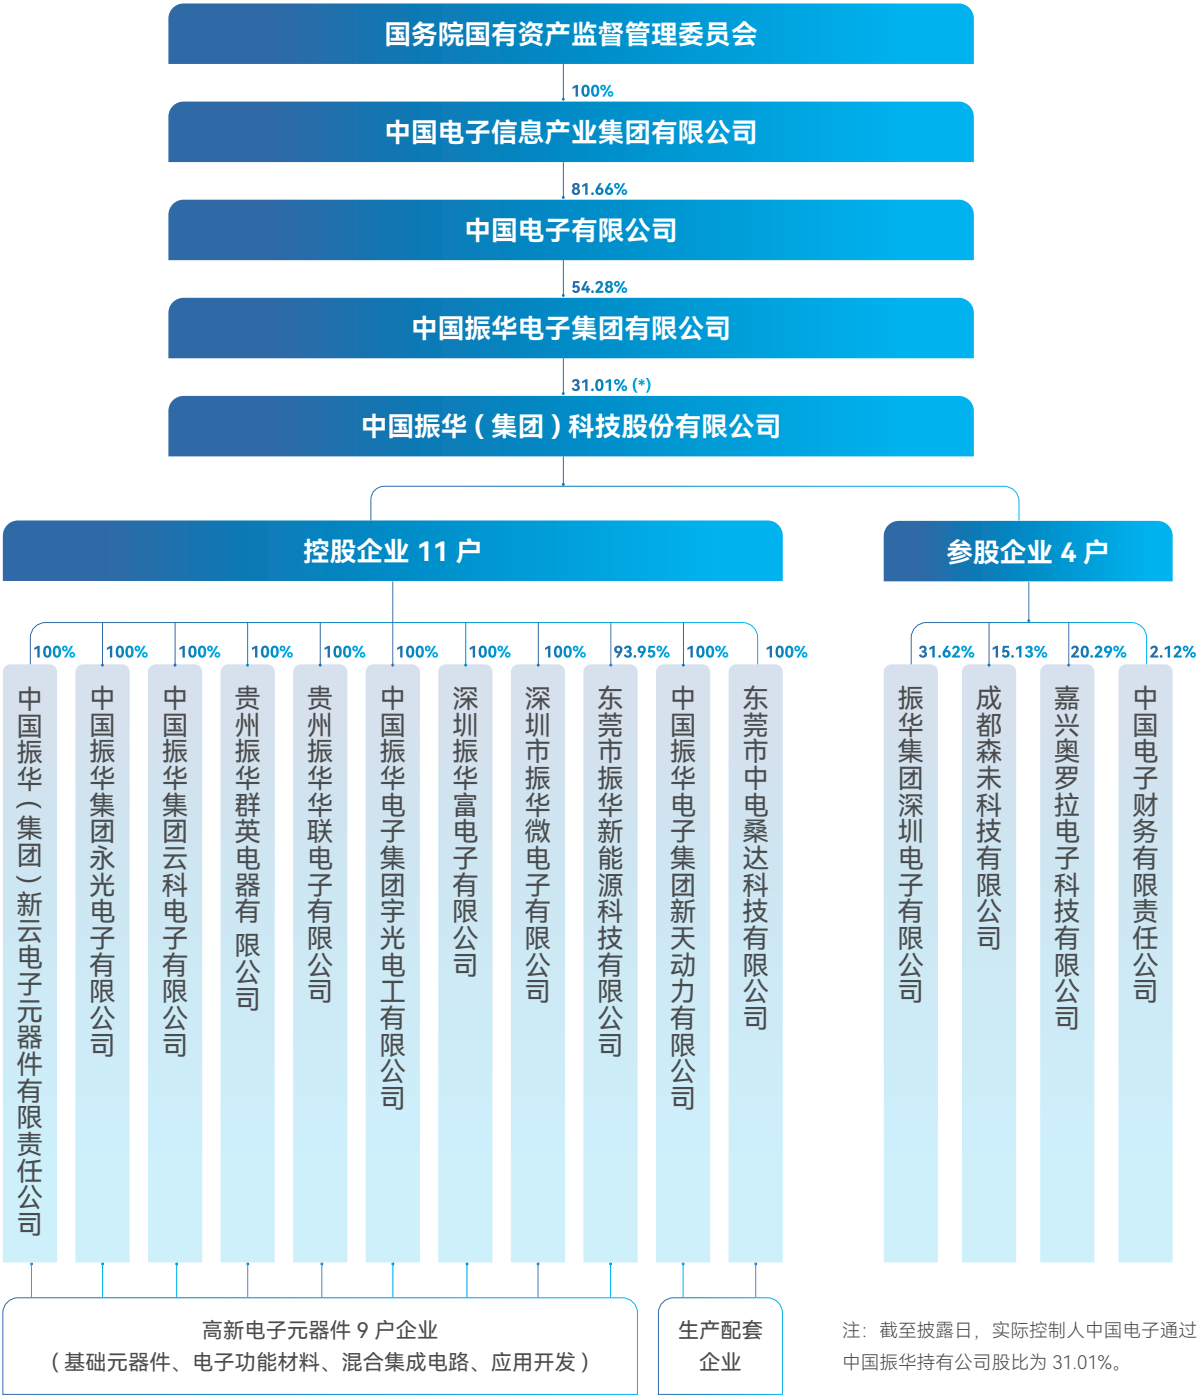 国务院国有资产监督管理委员会
100%
中国电子信息产业集团有限公司
81.66%
中国电子有限公司
54.28%
中国振华电子集团有限公司
31.01% (*)
中国振华（集团）科技股份有限公司
控股企业 11 户
参股企业 4 户
100%
100%
100%
100%
100%
100%
100%
100%
93.95%
100%
100%
31.62%
15.13%
20.29%
2.12%
中国振华（集团）新云电子元器件有限责任公司
中国振华集团永光电子有限公司
中国振华集团云科电子有限公司
贵州振华群英电器有 限公司
贵州振华华联电子有限公司
中国振华电子集团宇光电工有限公司
深圳振华富电子有限公司
深圳市振华微电子有限公司
东莞市振华新能源科技有限公司
中国振华电子集团新天动力有限公司
东莞市中电桑达科技有限公司
振华集团深圳电子有限公司
成都森未科技有限公司
嘉兴奥罗拉电子科技有限公司
中国电子财务有限责任公司
高新电子元器件 9 户企业
（基础元器件、电子功能材料、混合集成电路、应用开发）
生产配套
企业
注：截至披露日，实际控制人中国电子通过
中国振华持有公司股比为 31.01%。